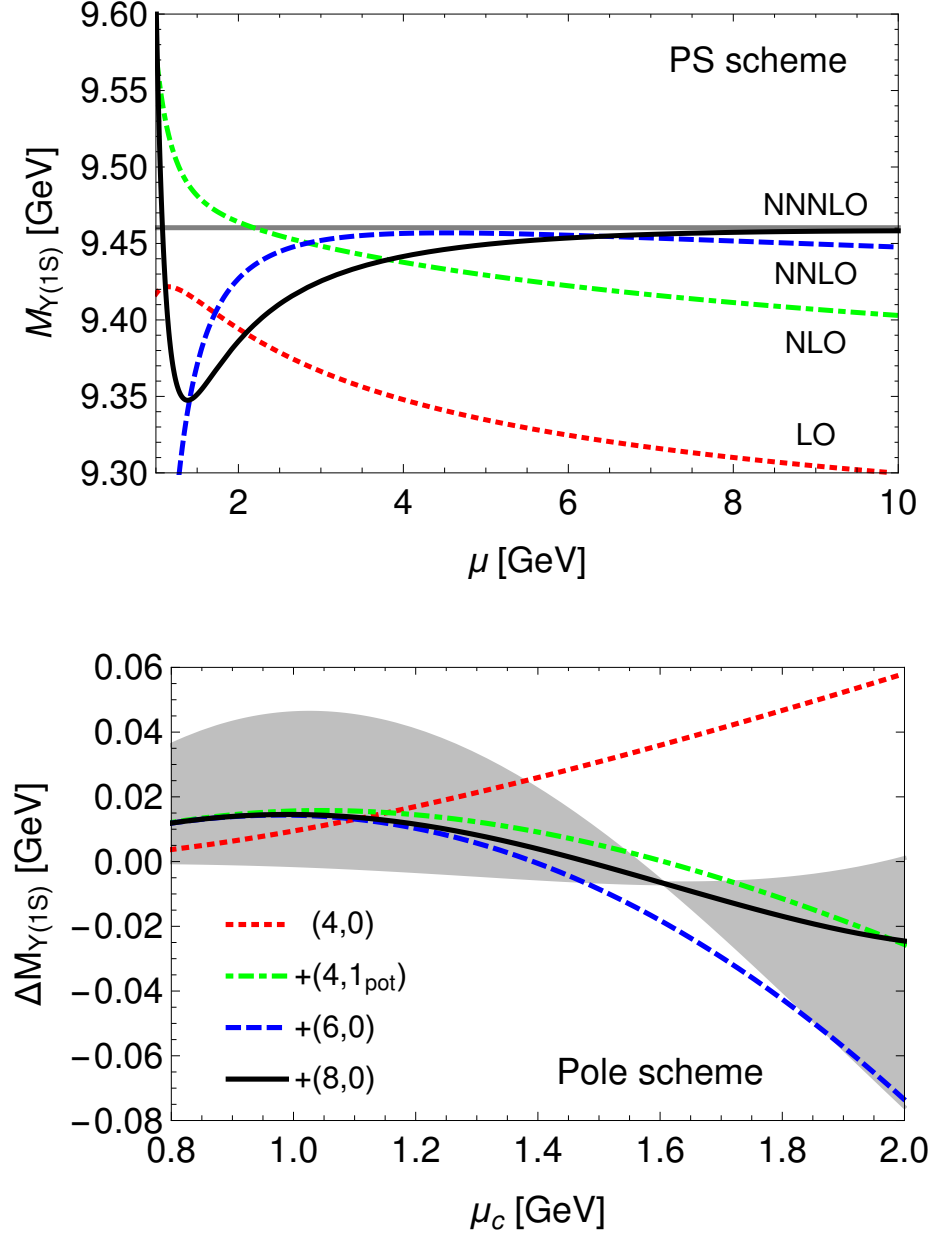 9.60
PS scheme
9.55
9.50
NNNLO
9.45
NNLO
9.40
NLO
9.35
LO
9.30
2 4 6 8 10
M_Υ(1S) [GeV]
μ [GeV]
0.06
0.04
0.02
0.00
−0.02
−0.04
−0.06
−0.08
ΔM_Υ(1S) [GeV]
(4,0)
+(4,1_pot)
+(6,0)
+(8,0)
Pole scheme
0.8 1.0 1.2 1.4 1.6 1.8 2.0
μ_c [GeV]